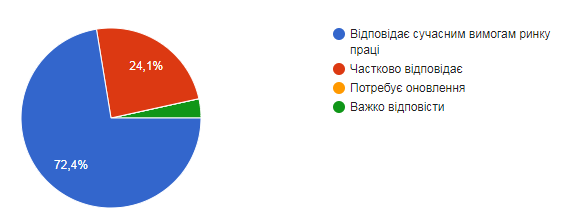 Відповідає сучасним вимогам ринку
праці
Частково відповідає
Потребує оновлення
Важко відповісти
24,1%
72,4%